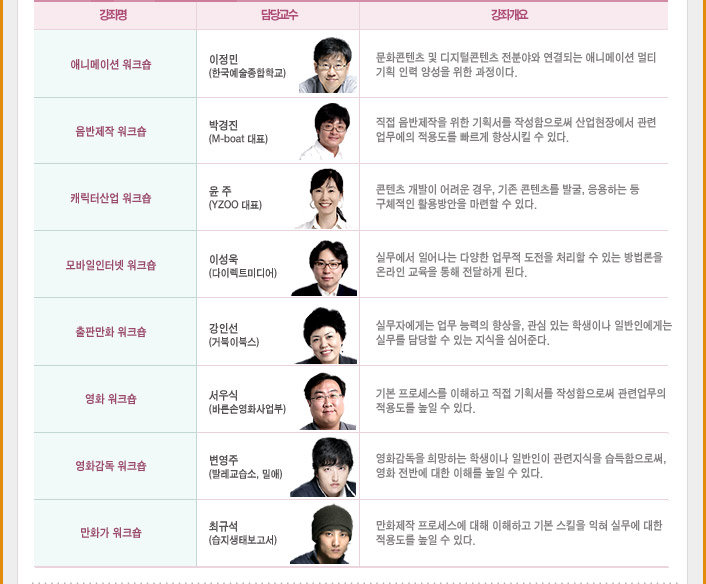 강좌명 담당교수 강좌개요
애니메이션 워크숍
이정민
(한국예술종합학교)
문화콘텐츠 및 디지털콘텐츠 전분야와 연결되는 애니메이션 멀티
기획 인력 양성을 위한 과정이다.
음반제작 워크숍
박경진
(M-boat 대표)
직접 음반제작을 위한 기획서를 작성함으로써 산업현장에서 관련
업무에의 적용도를 빠르게 향상시킬 수 있다.
캐릭터산업 워크숍
윤 주
(YZOO 대표)
콘텐츠 개발이 어려운 경우, 기존 콘텐츠를 발굴, 응용하는 등
구체적인 활용방안을 마련할 수 있다.
모바일인터넷 워크숍
이성욱
(다이렉트미디어)
실무에서 일어나는 다양한 업무적 도전을 처리할 수 있는 방법론을
온라인 교육을 통해 전달하게 된다.
출판만화 워크숍
강인선
(거북이북스)
실무자에게는 업무 능력의 향상을, 관심 있는 학생이나 일반인에게는
실무를 담당할 수 있는 지식을 심어준다.
영화 워크숍
서우식
(바른손영화사업부)
기본 프로세스를 이해하고 직접 기획서를 작성함으로써 관련업무의
적용도를 높일 수 있다.
영화감독 워크숍
변영주
(발레교습소, 밀애)
영화감독을 희망하는 학생이나 일반인이 관련지식을 습득함으로써,
영화 전반에 대한 이해를 높일 수 있다.
만화가 워크숍
최규석
(습지생태보고서)
만화제작 프로세스에 대해 이해하고 기본 스킬을 익혀 실무에 대한
적용도를 높일 수 있다.